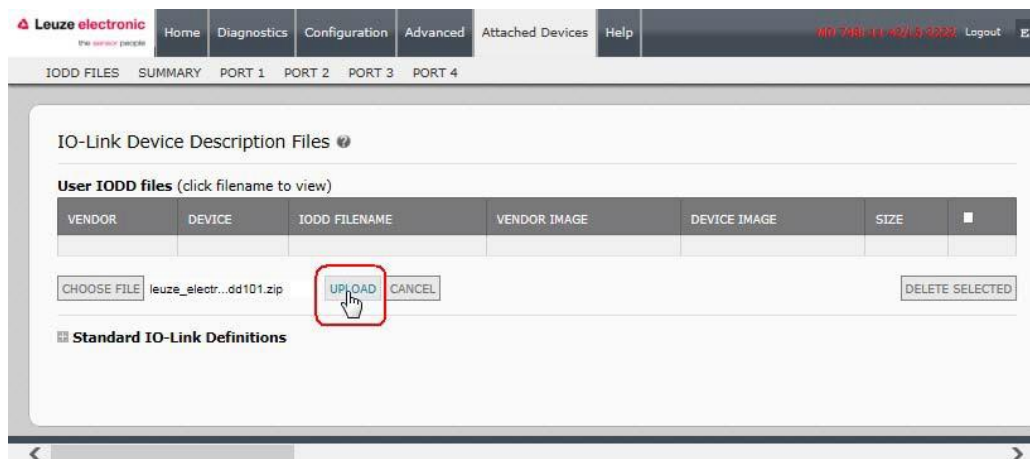 Leuze electronic
the sensor people
Home Diagnostics Configuration Advanced Attached Devices Help
Logout E
IODD FILES SUMMARY PORT 1 PORT 2 PORT 3 PORT 4
IO-Link Device Description Files ?
User IODD files (click filename to view)
VENDOR DEVICE IODD FILENAME VENDOR IMAGE DEVICE IMAGE SIZE
CHOOSE FILE leuze_electr...dd101.zip UPLOAD CANCEL DELETE SELECTED
Standard IO-Link Definitions